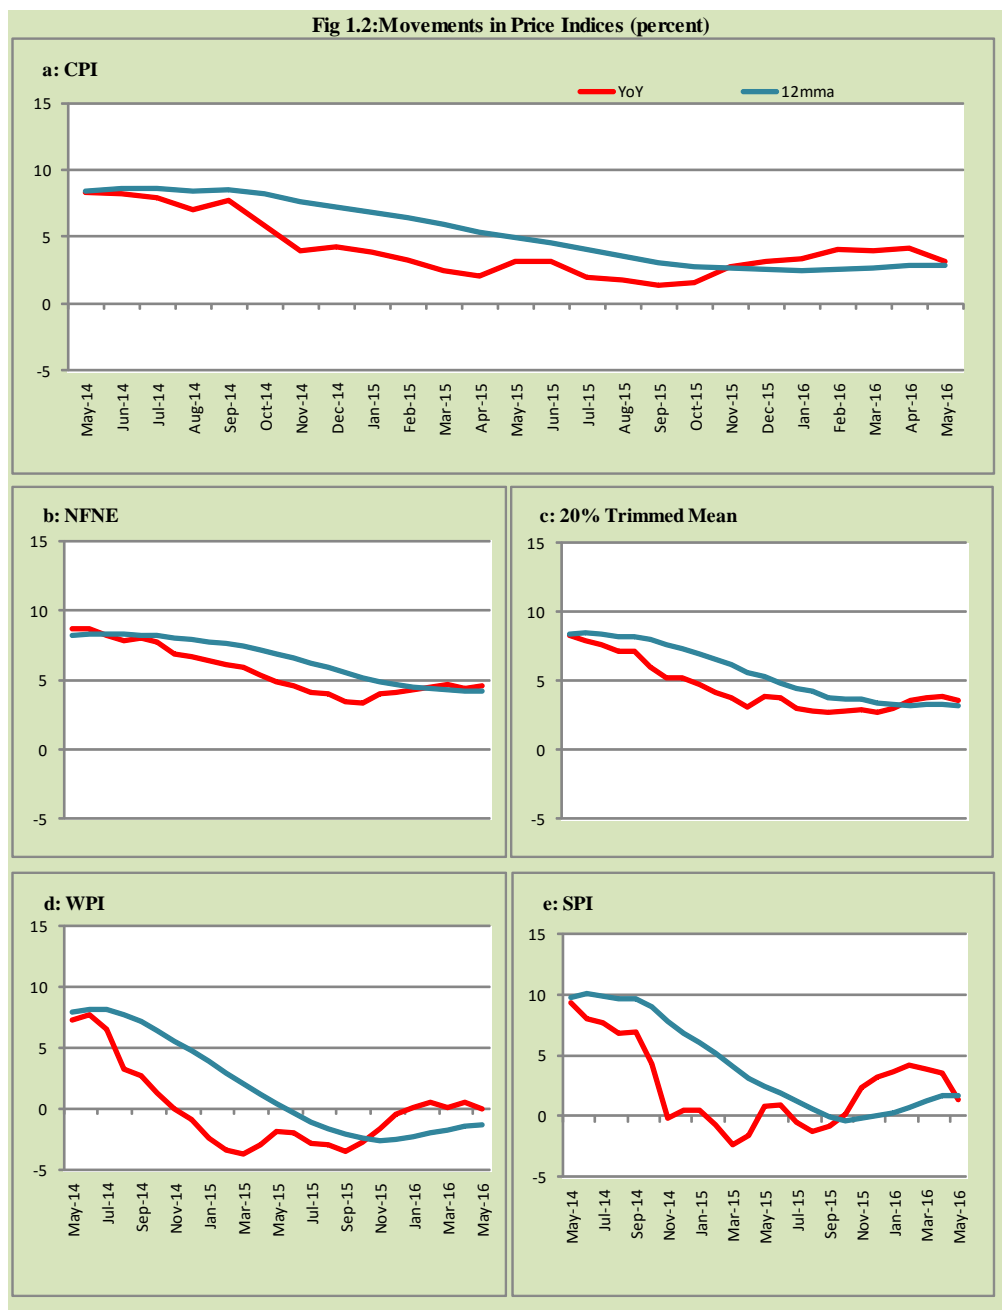 Fig 1.2:Movements in Price Indices (percent)
a: CPI
YoY 12mma
15
10
5
0
-5
May-14 Jun-14 Jul-14 Aug-14 Sep-14 Oct-14 Nov-14 Dec-14 Jan-15 Feb-15 Mar-15 Apr-15 May-15 Jun-15 Jul-15 Aug-15 Sep-15 Oct-15 Nov-15 Dec-15 Jan-16 Feb-16 Mar-16 Apr-16 May-16
b: NFNE
15
10
5
0
-5
c: 20% Trimmed Mean
15
10
5
0
-5
d: WPI
15
10
5
0
-5
May-14 Jul-14 Sep-14 Nov-14 Jan-15 Mar-15 May-15 Jul-15 Sep-15 Nov-15 Jan-16 Mar-16 May-16
e: SPI
15
10
5
0
-5
May-14 Jul-14 Sep-14 Nov-14 Jan-15 Mar-15 May-15 Jul-15 Sep-15 Nov-15 Jan-16 Mar-16 May-16